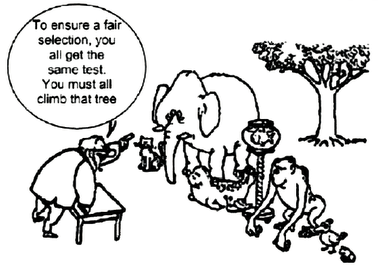 To ensure a fair
selection, you
all get the
same test.
You must all
climb that tree